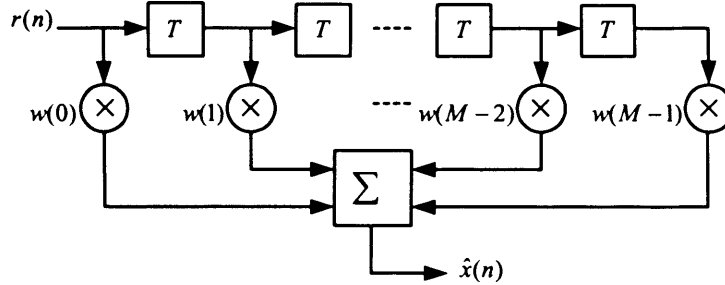 r(n) T T T T
w(0) × w(1) × w(M − 2) × w(M − 1) ×
Σ
x̂(n)